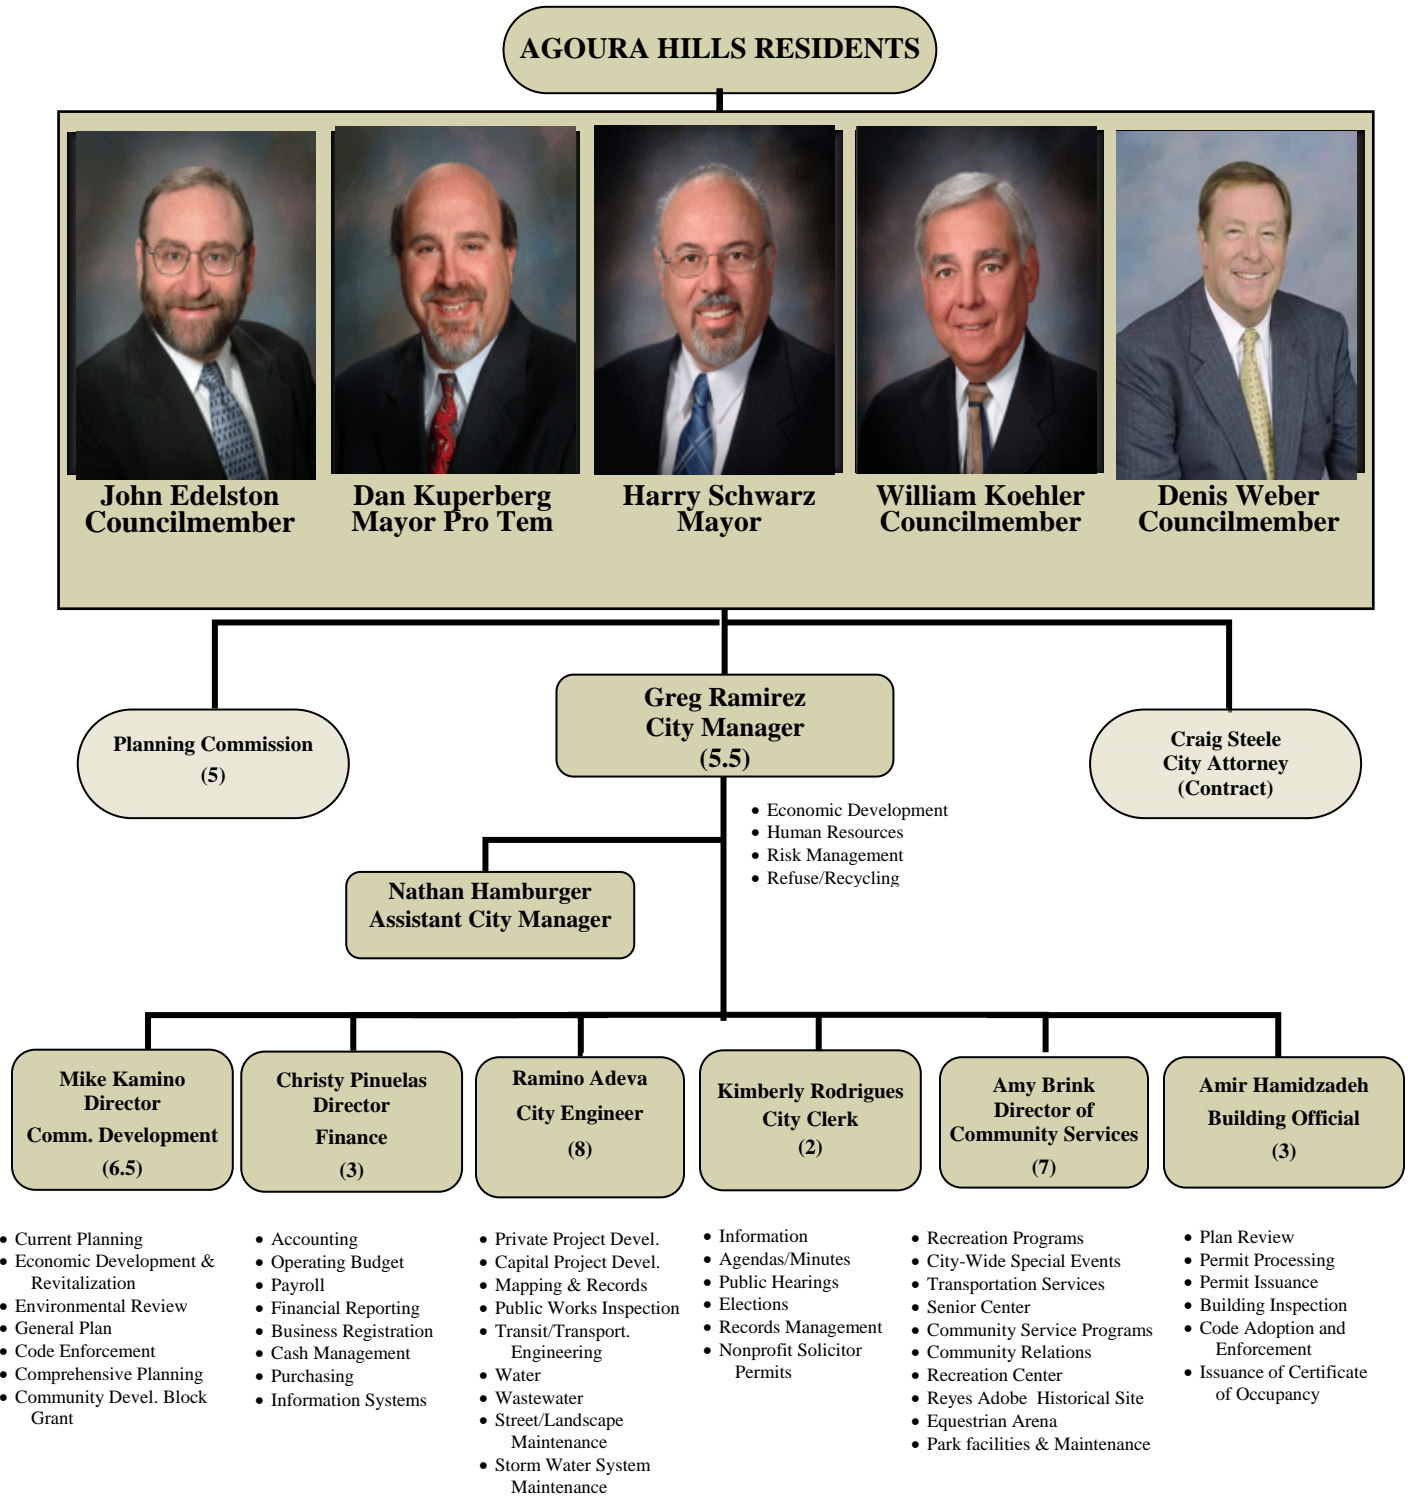 AGOURA HILLS RESIDENTS
John Edelston
Councilmember
Dan Kuperberg
Mayor Pro Tem
Harry Schwarz
Mayor
William Koehler
Councilmember
Denis Weber
Councilmember
Planning Commission
(5)
Greg Ramirez
City Manager
(5.5)
Craig Steele
City Attorney
(Contract)
• Economic Development
• Human Resources
• Risk Management
• Refuse/Recycling
Nathan Hamburger
Assistant City Manager
Mike Kamino
Director
Comm. Development
(6.5)
Christy Pinuelas
Director
Finance
(3)
Ramino Adeva
City Engineer
(8)
Kimberly Rodrigues
City Clerk
(2)
Amy Brink
Director of
Community Services
(7)
Amir Hamidzadeh
Building Official
(3)
• Current Planning
• Economic Development &
Revitalization
• Environmental Review
• General Plan
• Code Enforcement
• Comprehensive Planning
• Community Devel. Block
Grant
• Accounting
• Operating Budget
• Payroll
• Financial Reporting
• Business Registration
• Cash Management
• Purchasing
• Information Systems
• Private Project Devel.
• Capital Project Devel.
• Mapping & Records
• Public Works Inspection
• Transit/Transport.
Engineering
• Water
• Wastewater
• Street/Landscape
Maintenance
• Storm Water System
Maintenance
• Information
• Agendas/Minutes
• Public Hearings
• Elections
• Records Management
• Nonprofit Solicitor
Permits
• Recreation Programs
• City-Wide Special Events
• Transportation Services
• Senior Center
• Community Service Programs
• Community Relations
• Recreation Center
• Reyes Adobe Historical Site
• Equestrian Arena
• Park facilities & Maintenance
• Plan Review
• Permit Processing
• Permit Issuance
• Building Inspection
• Code Adoption and
Enforcement
• Issuance of Certificate
of Occupancy